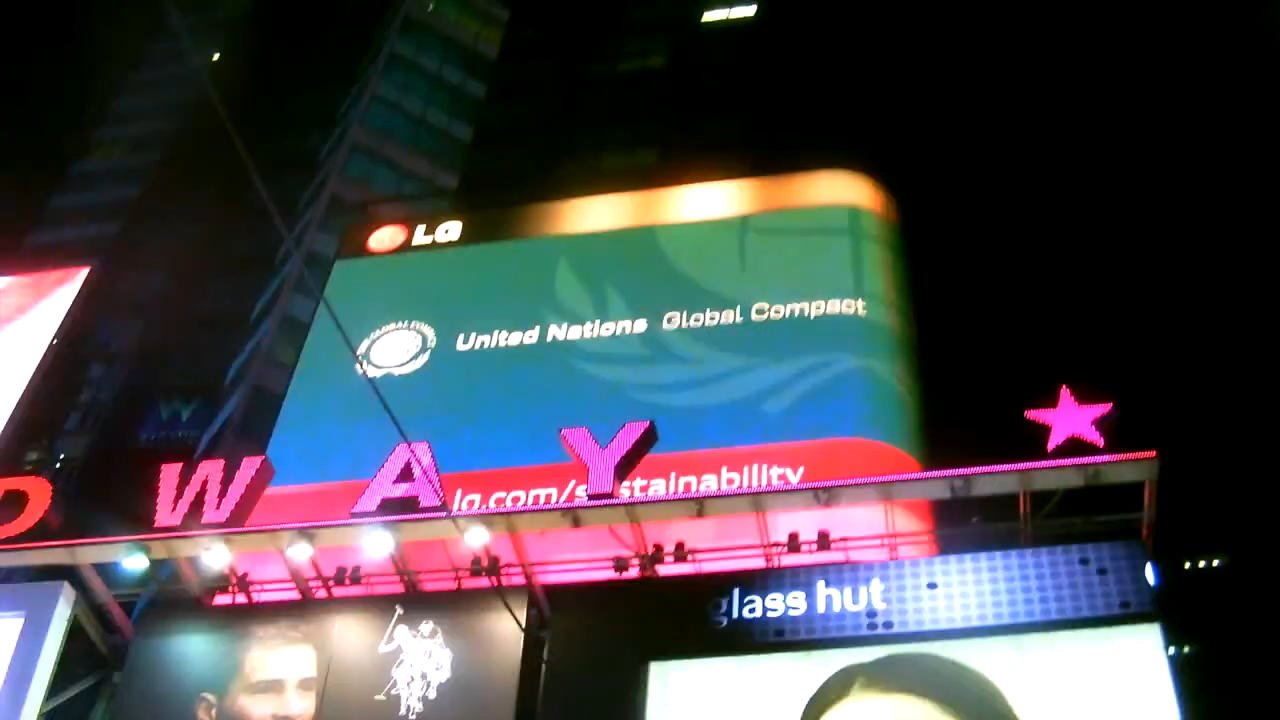 LG
United Nations Global Compact
D W A Y
lg.com/sustainability
glass hut
W